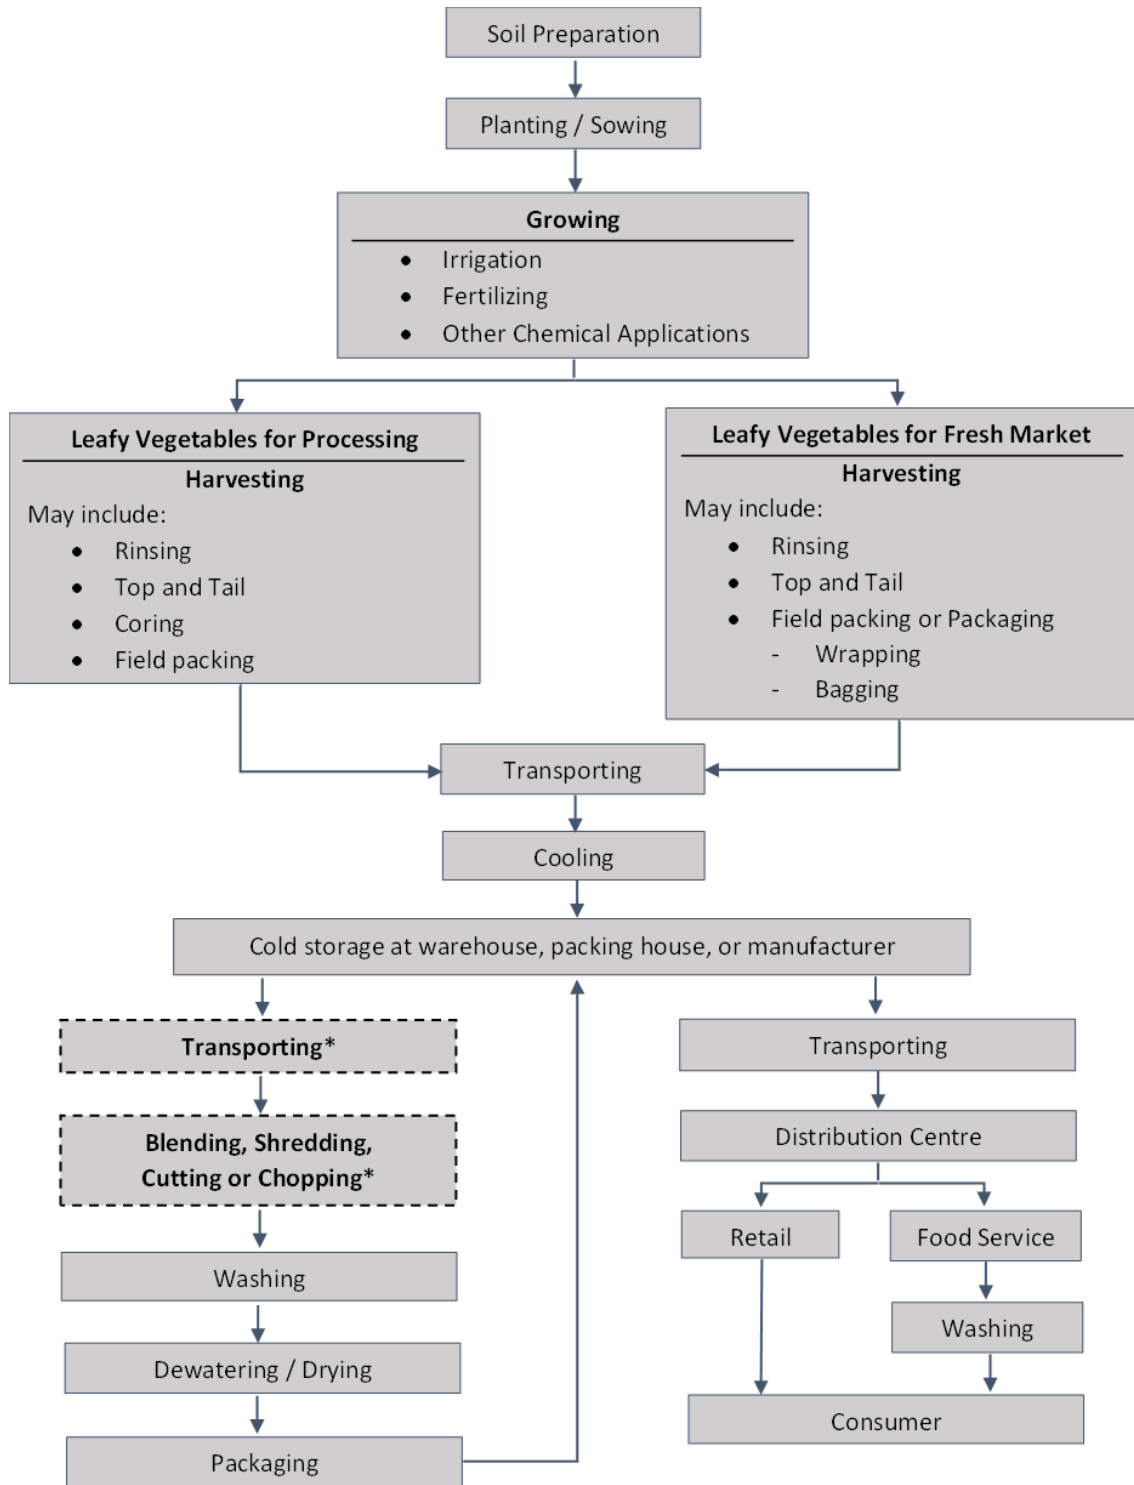 Soil Preparation
Planting / Sowing
Growing
• Irrigation
• Fertilizing
• Other Chemical Applications
Leafy Vegetables for Processing
Harvesting
May include:
• Rinsing
• Top and Tail
• Coring
• Field packing
Leafy Vegetables for Fresh Market
Harvesting
May include:
• Rinsing
• Top and Tail
• Field packing or Packaging
- Wrapping
- Bagging
Transporting
Cooling
Cold storage at warehouse, packing house, or manufacturer
Transporting*
Blending, Shredding,
Cutting or Chopping*
Washing
Dewatering / Drying
Packaging
Transporting
Distribution Centre
Retail
Food Service
Washing
Consumer